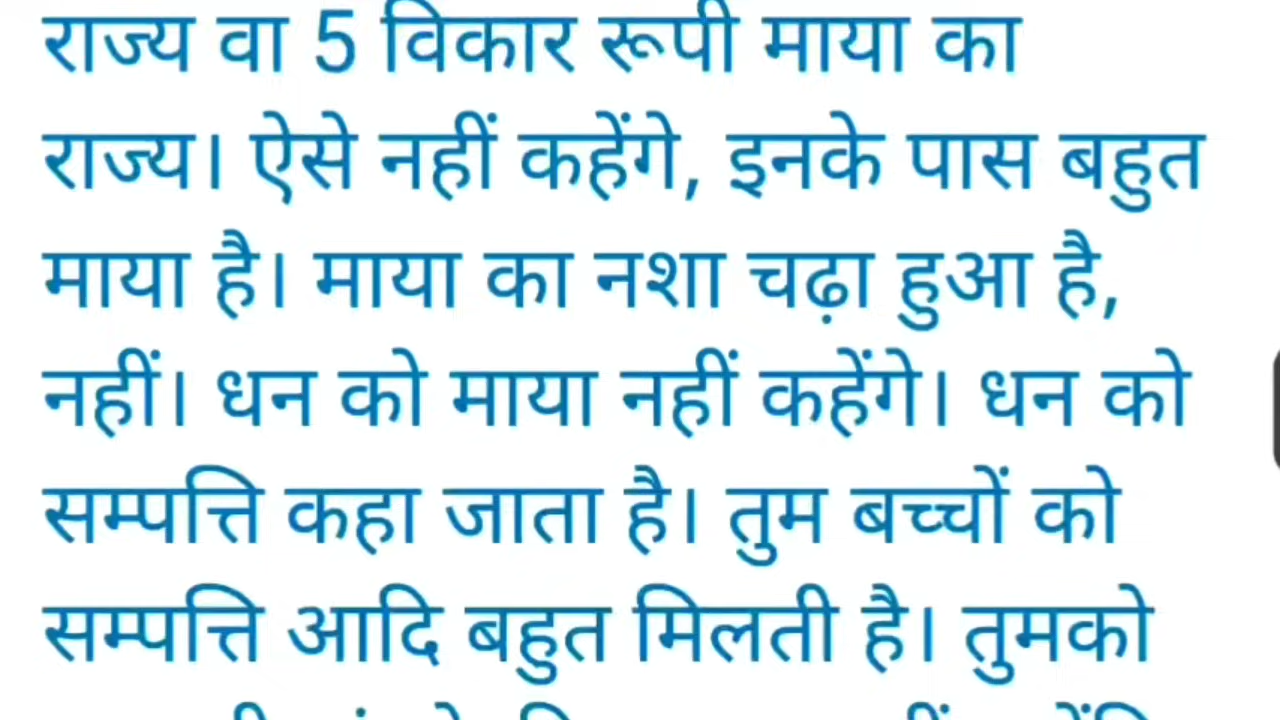 राज्य वा 5 विकार रूपी माया का
राज्य। ऐसे नहीं कहेंगे, इनके पास बहुत
माया है। माया का नशा चढ़ा हुआ है,
नहीं। धन को माया नहीं कहेंगे। धन को
सम्पत्ति कहा जाता है। तुम बच्चों को
सम्पत्ति आदि बहुत मिलती है। तुमको